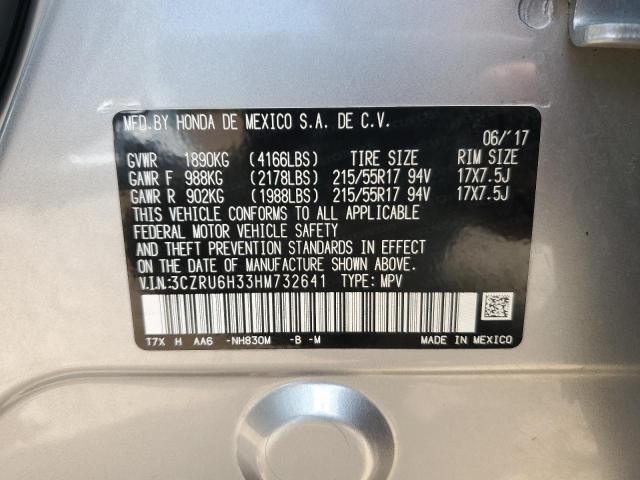 MFD.BY HONDA DE MEXICO S.A. DE C.V.
06/'17
GVWR 1890KG (4166LBS) TIRE SIZE RIM SIZE
GAWR F 988KG (2178LBS) 215/55R17 94V 17X7.5J
GAWR R 902KG (1988LBS) 215/55R17 94V 17X7.5J
THIS VEHICLE CONFORMS TO ALL APPLICABLE
FEDERAL MOTOR VEHICLE SAFETY
AND THEFT PREVENTION STANDARDS IN EFFECT
ON THE DATE OF MANUFACTURE SHOWN ABOVE.
V.I.N.:3CZRU6H33HM732641 TYPE: MPV
T7X H AA6 -NH830M -B -M MADE IN MEXICO